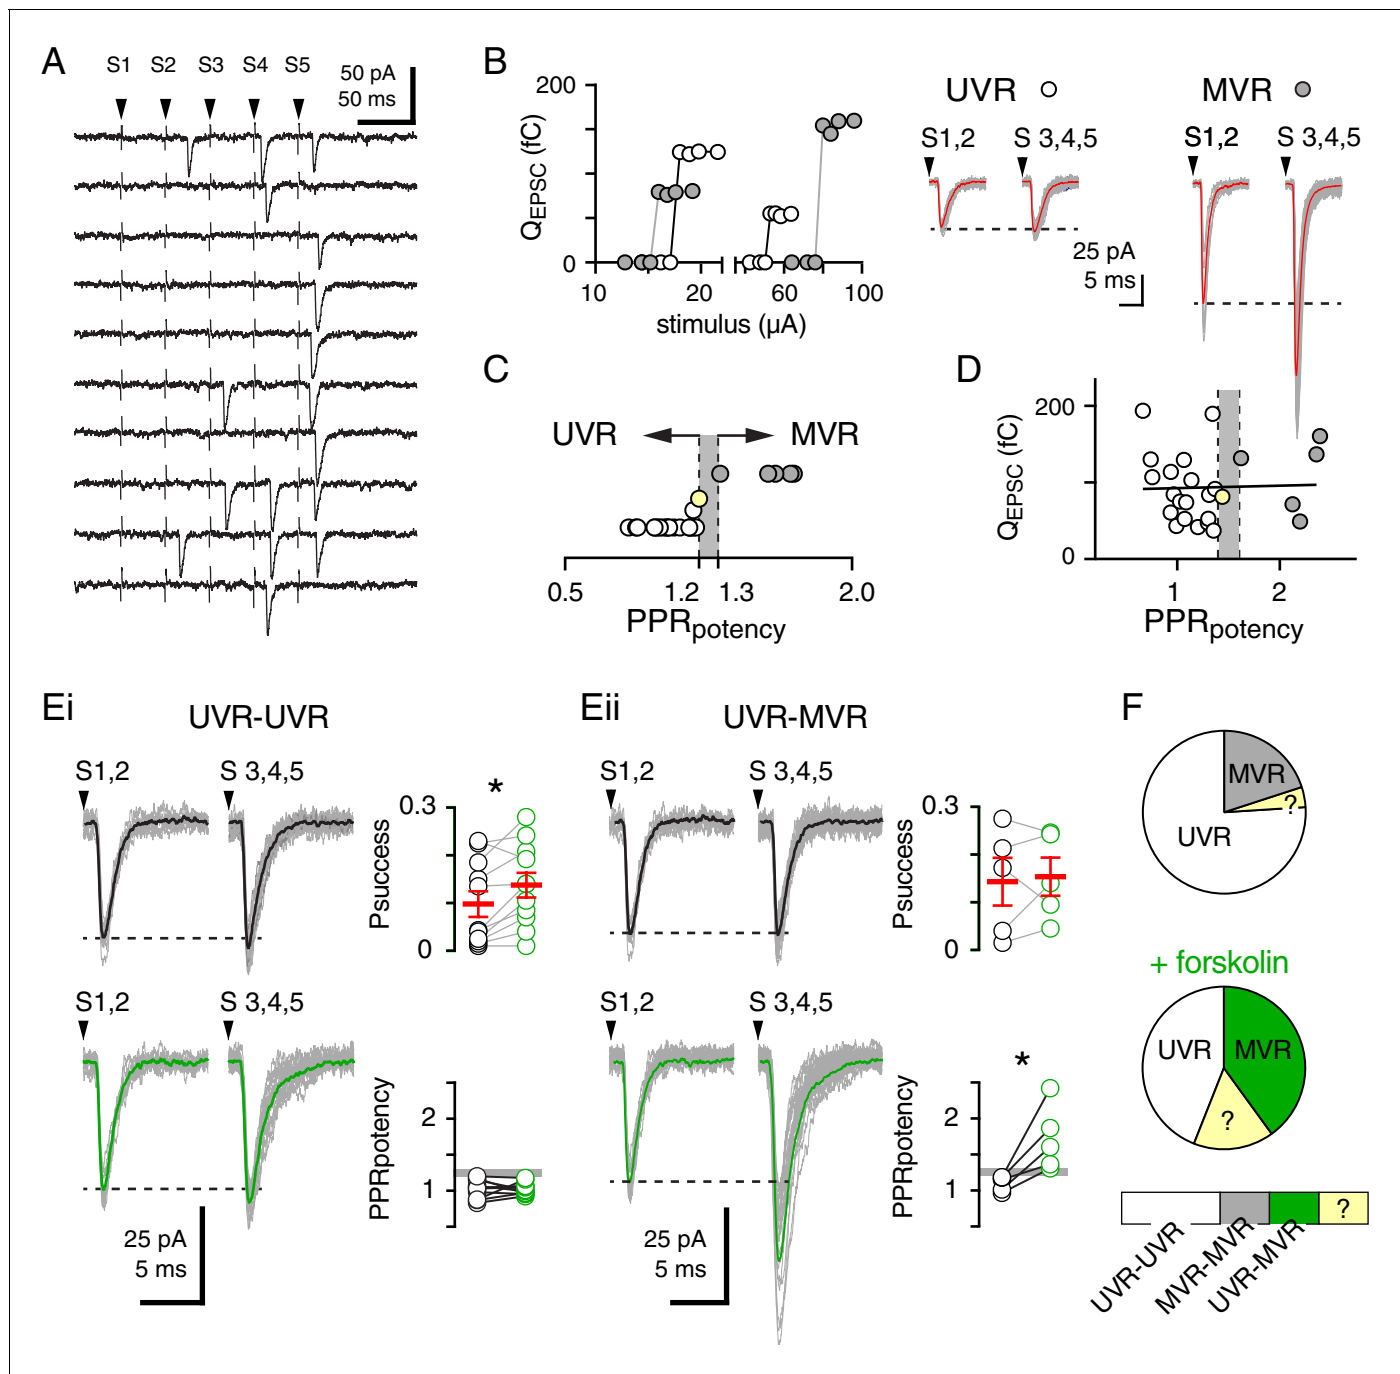 A
S1 S2 S3 S4 S5
50 pA
50 ms
B
200
0
QEPSC (fC)
10 20 60 100
stimulus (µA)
UVR MVR
S1,2 S 3,4,5 S1,2 S 3,4,5
25 pA
5 ms
C
UVR MVR
0.5 1.2 1.3 2.0
PPRpotency
D
200
0
QEPSC (fC)
1 2
PPRpotency
Ei UVR-UVR
S1,2 S 3,4,5
*
0.3
0
Psuccess
S1,2 S 3,4,5
2
1
PPRpotency
25 pA
5 ms
Eii UVR-MVR
S1,2 S 3,4,5
0.3
0
Psuccess
S1,2 S 3,4,5
*
2
1
PPRpotency
25 pA
5 ms
F
MVR
?
UVR
+ forskolin
UVR MVR
?
?
UVR-UVR
MVR-MVR
UVR-MVR